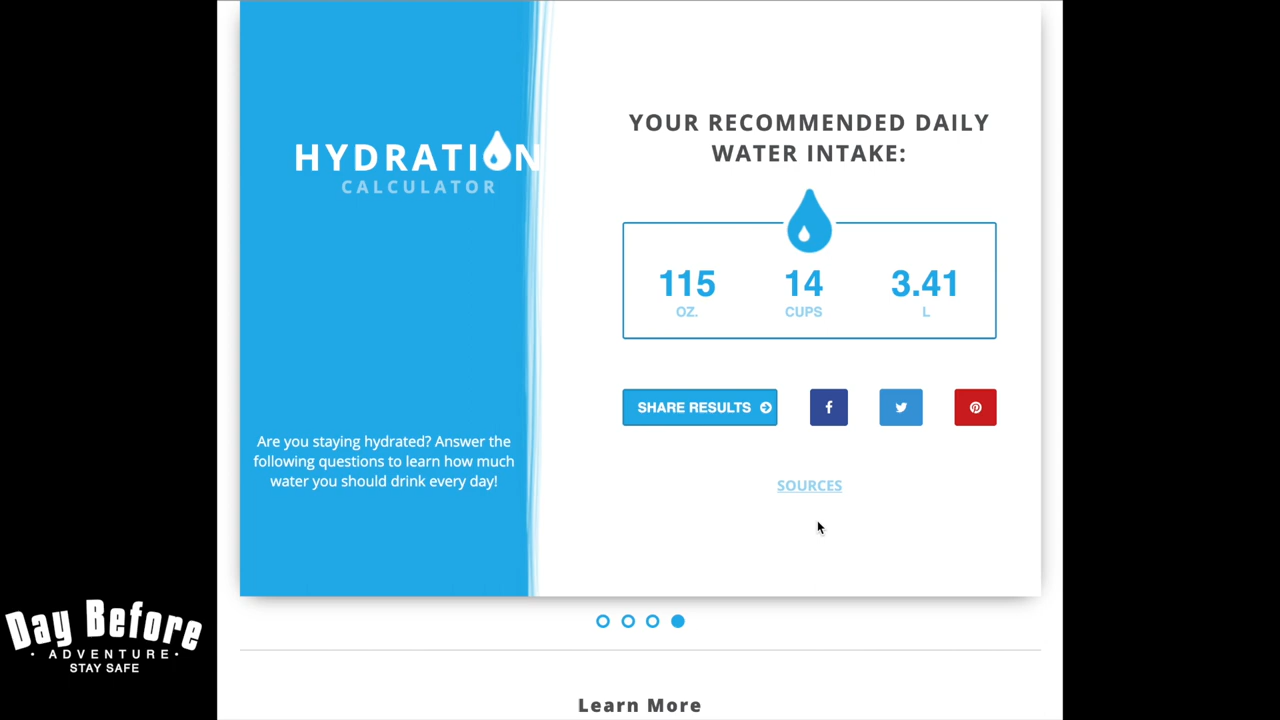 HYDRATION
CALCULATOR
Are you staying hydrated? Answer the
following questions to learn how much
water you should drink every day!
YOUR RECOMMENDED DAILY
WATER INTAKE:
115 14 3.41
OZ. CUPS L
SHARE RESULTS
SOURCES
Learn More
Day Before
• ADVENTURE •
STAY SAFE